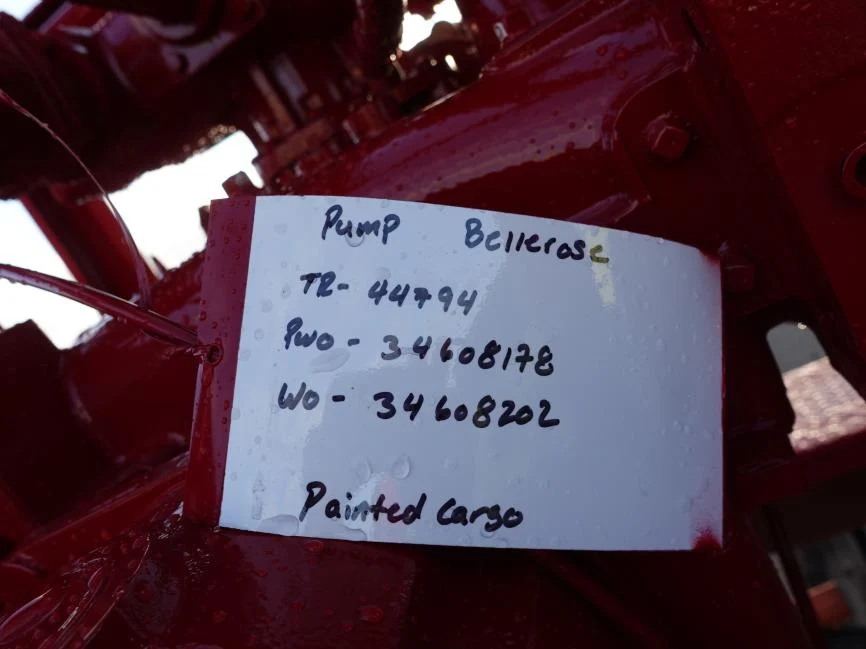 Pump Bellerose
TR- 44794
PWO - 34608178
WO - 34608202
Painted Cargo